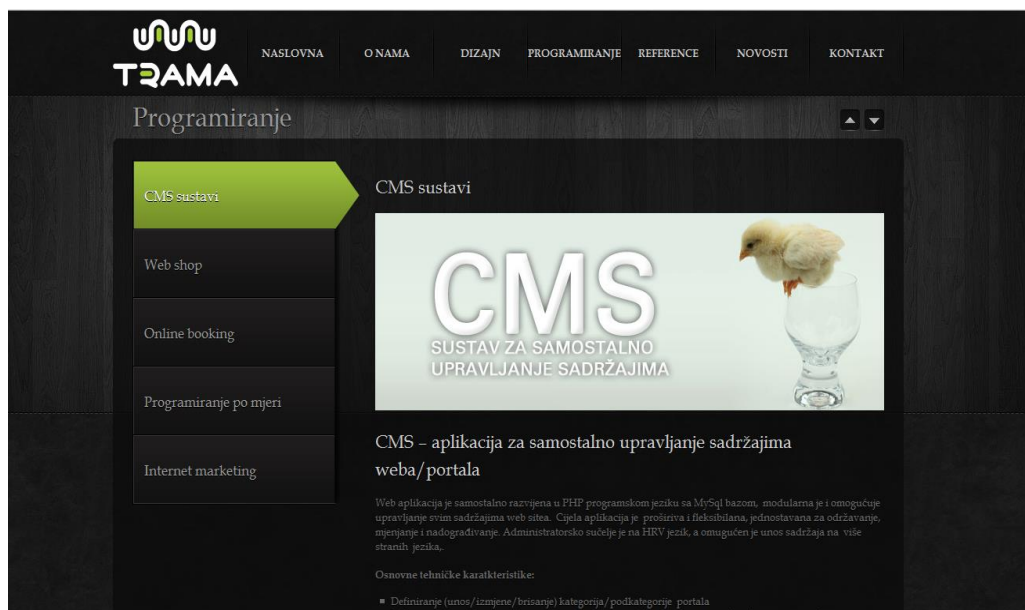 TRAMA
NASLOVNA O NAMA DIZAJN PROGRAMIRANJE REFERENCE NOVOSTI KONTAKT
Programiranje
CMS sustavi
Web shop
Online booking
Programiranje po mjeri
Internet marketing
CMS sustavi
CMS
SUSTAV ZA SAMOSTALNO
UPRAVLJANJE SADRŽAJIMA
CMS – aplikacija za samostalno upravljanje sadržajima
weba/portala
Web aplikacija je samostalno razvijena u PHP programskom jeziku sa MySql bazom, modularna je i omogućuje
upravljanje svim sadržajima web sitea. Cijela aplikacija je proširiva i fleksibilana, jednostavana za održavanje,
mjenjanje i nadograđivanje. Administratorsko sučelje je na HRV jezik, a omugućen je unos sadržaja na više
stranih jezika,.
Osnovne tehničke karatkteristike:
Definiranje (unos/izmjene/brisanje) kategorija/podkategorije portala